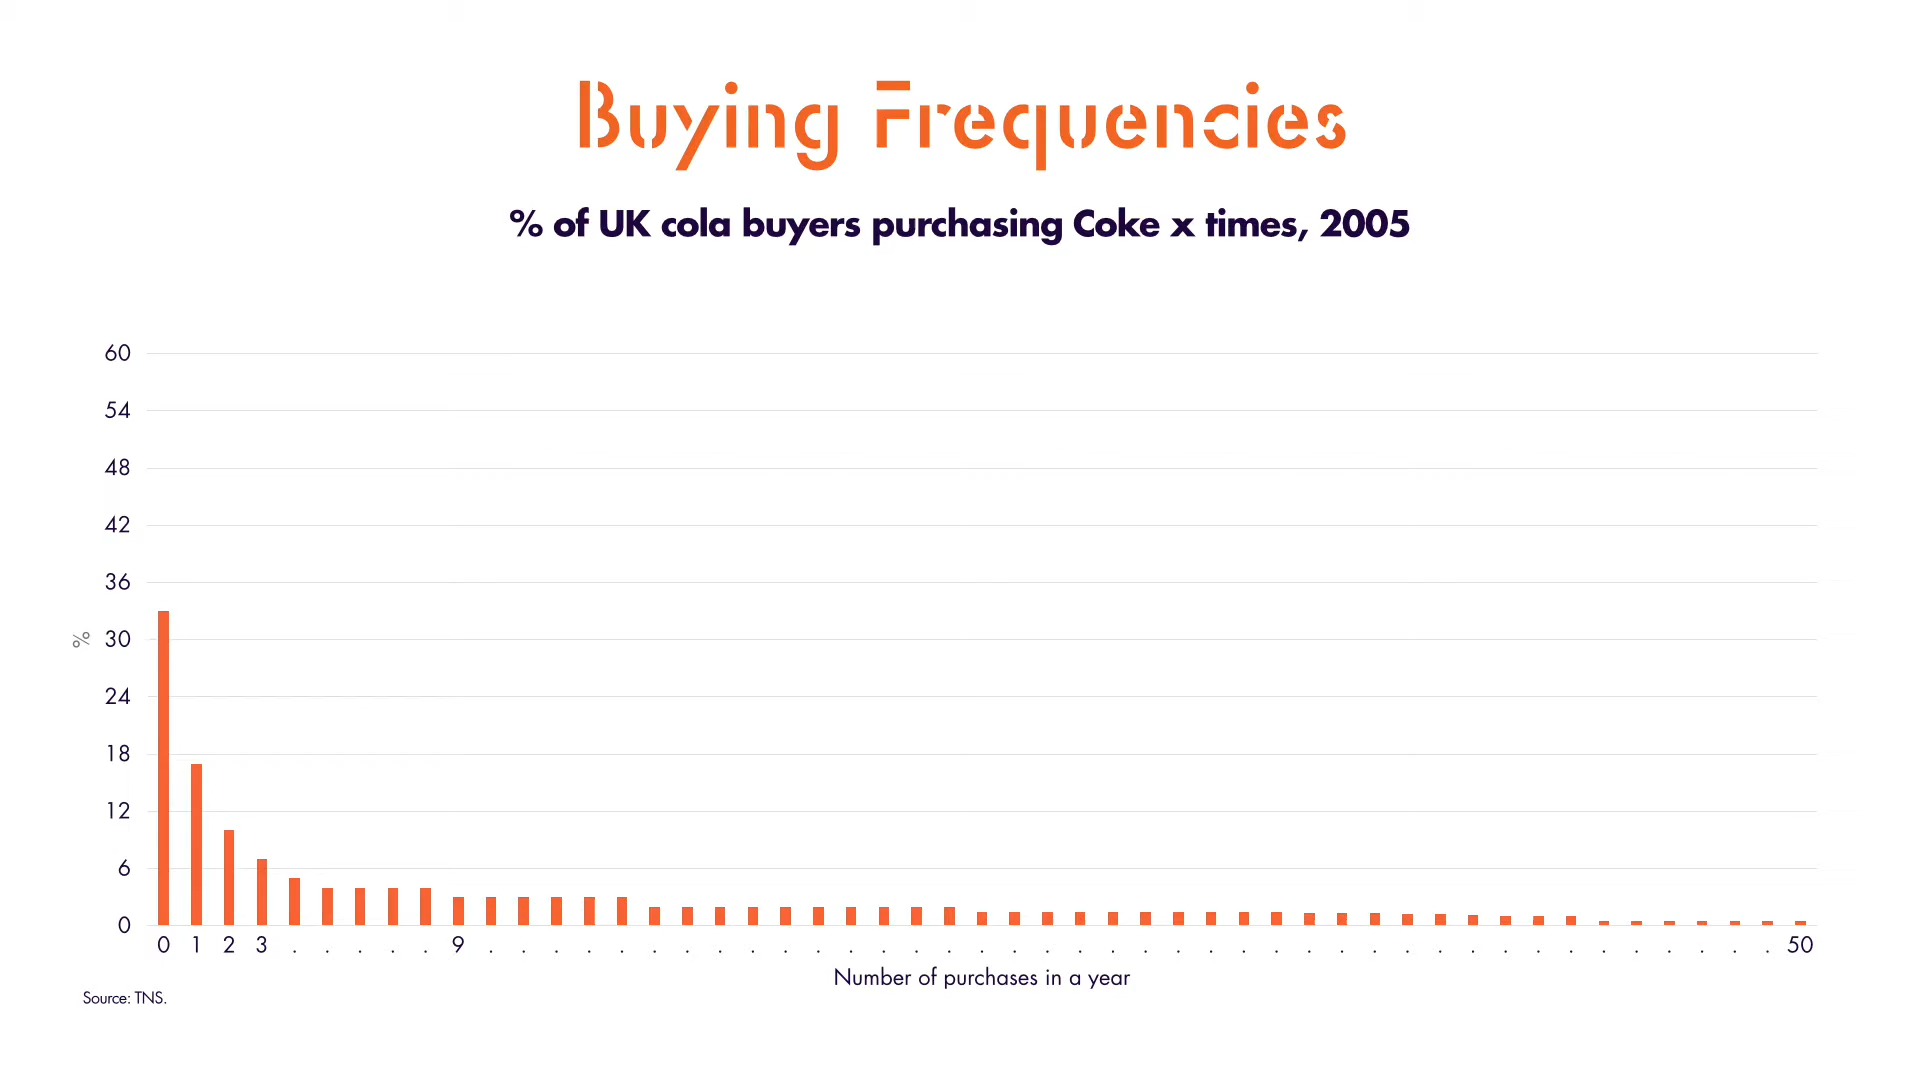 Buying Frequencies
% of UK cola buyers purchasing Coke x times, 2005
60
54
48
42
36
% 30
24
18
12
6
0
0 1 2 3 . . . . . 9 . . . . . . . . . . . . . . . . . . . . . . . . . . . . . . . . . . . . . . . . 50
Number of purchases in a year
Source: TNS.